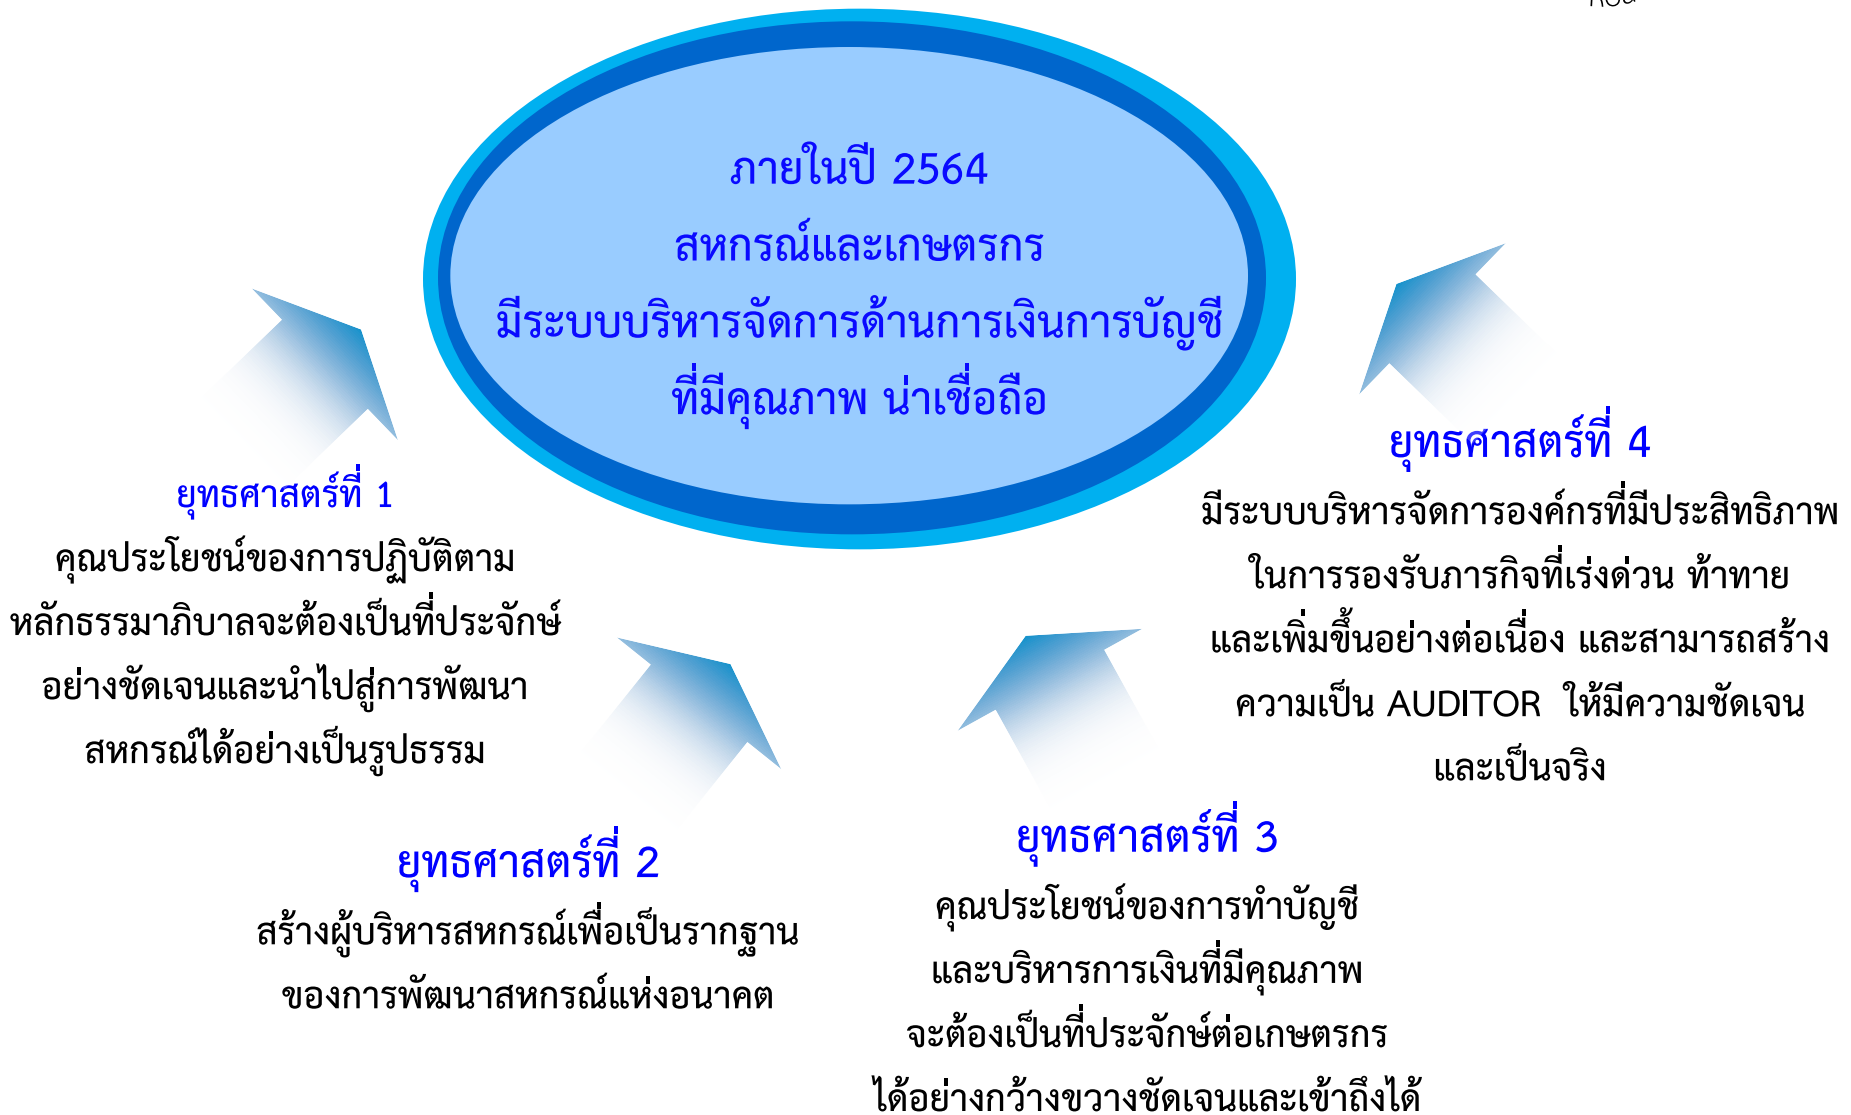 ภายในปี 2564
สหกรณ์และเกษตรกร
มีระบบบริหารจัดการด้านการเงินการบัญชี
ที่มีคุณภาพ น่าเชื่อถือ
ยุทธศาสตร์ที่ 1
คุณประโยชน์ของการปฏิบัติตาม
หลักธรรมาภิบาลจะต้องเป็นที่ประจักษ์
อย่างชัดเจนและนำไปสู่การพัฒนา
สหกรณ์ได้อย่างเป็นรูปธรรม
ยุทธศาสตร์ที่ 2
สร้างผู้บริหารสหกรณ์เพื่อเป็นรากฐาน
ของการพัฒนาสหกรณ์แห่งอนาคต
ยุทธศาสตร์ที่ 3
คุณประโยชน์ของการทำบัญชี
และบริหารการเงินที่มีคุณภาพ
จะต้องเป็นที่ประจักษ์ต่อเกษตรกร
ได้อย่างกว้างขวางชัดเจนและเข้าถึงได้
ยุทธศาสตร์ที่ 4
มีระบบบริหารจัดการองค์กรที่มีประสิทธิภาพ
ในการรองรับภารกิจที่เร่งด่วน ท้าทาย
และเพิ่มขึ้นอย่างต่อเนื่อง และสามารถสร้าง
ความเป็น AUDITOR ให้มีความชัดเจน
และเป็นจริง